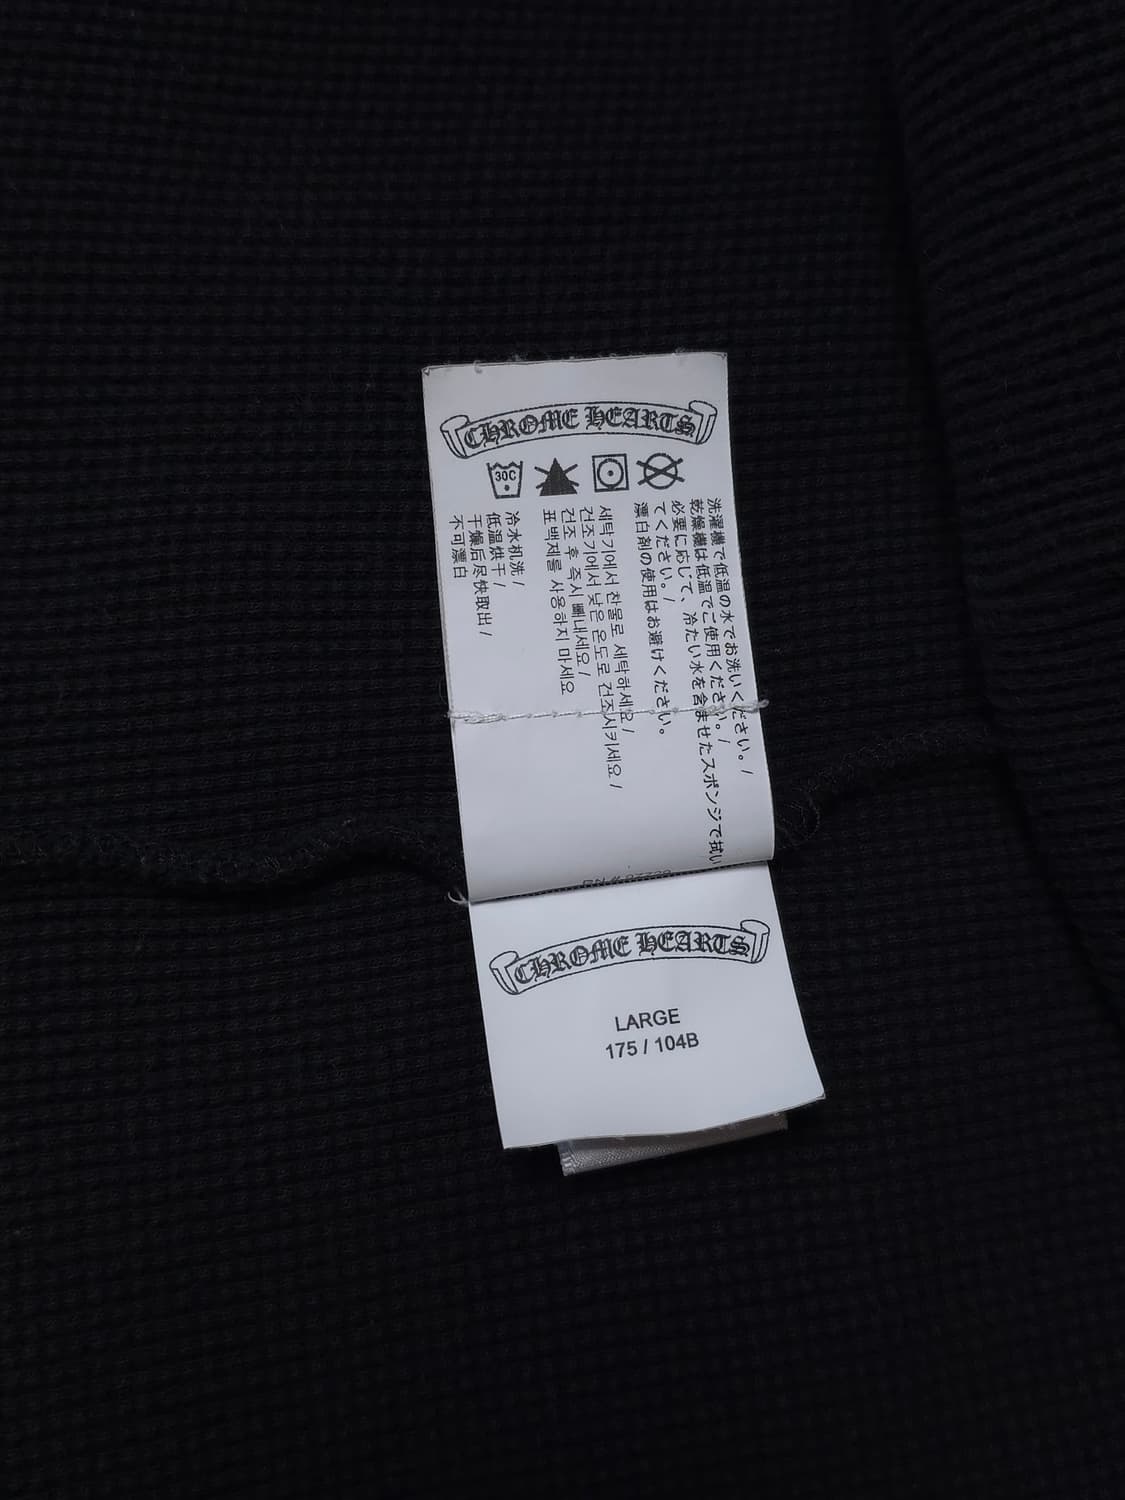 CHROME HEARTS
30C
洗濯機で低温の水でお洗いください。/
乾燥機は低温でご使用ください。/
必要に応じて、冷たい水を含ませたスポンジで拭い
てください。/
漂白剤の使用はお避けください。
세탁기에서 찬물로 세탁하세요 /
건조기에서 낮은 온도로 건조시키세요 /
건조 후 즉시 빼내세요 /
표백제를 사용하지 마세요
冷水机洗 /
低温烘干 /
干燥后尽快取出 /
不可漂白
CHROME HEARTS
LARGE
175 / 104B